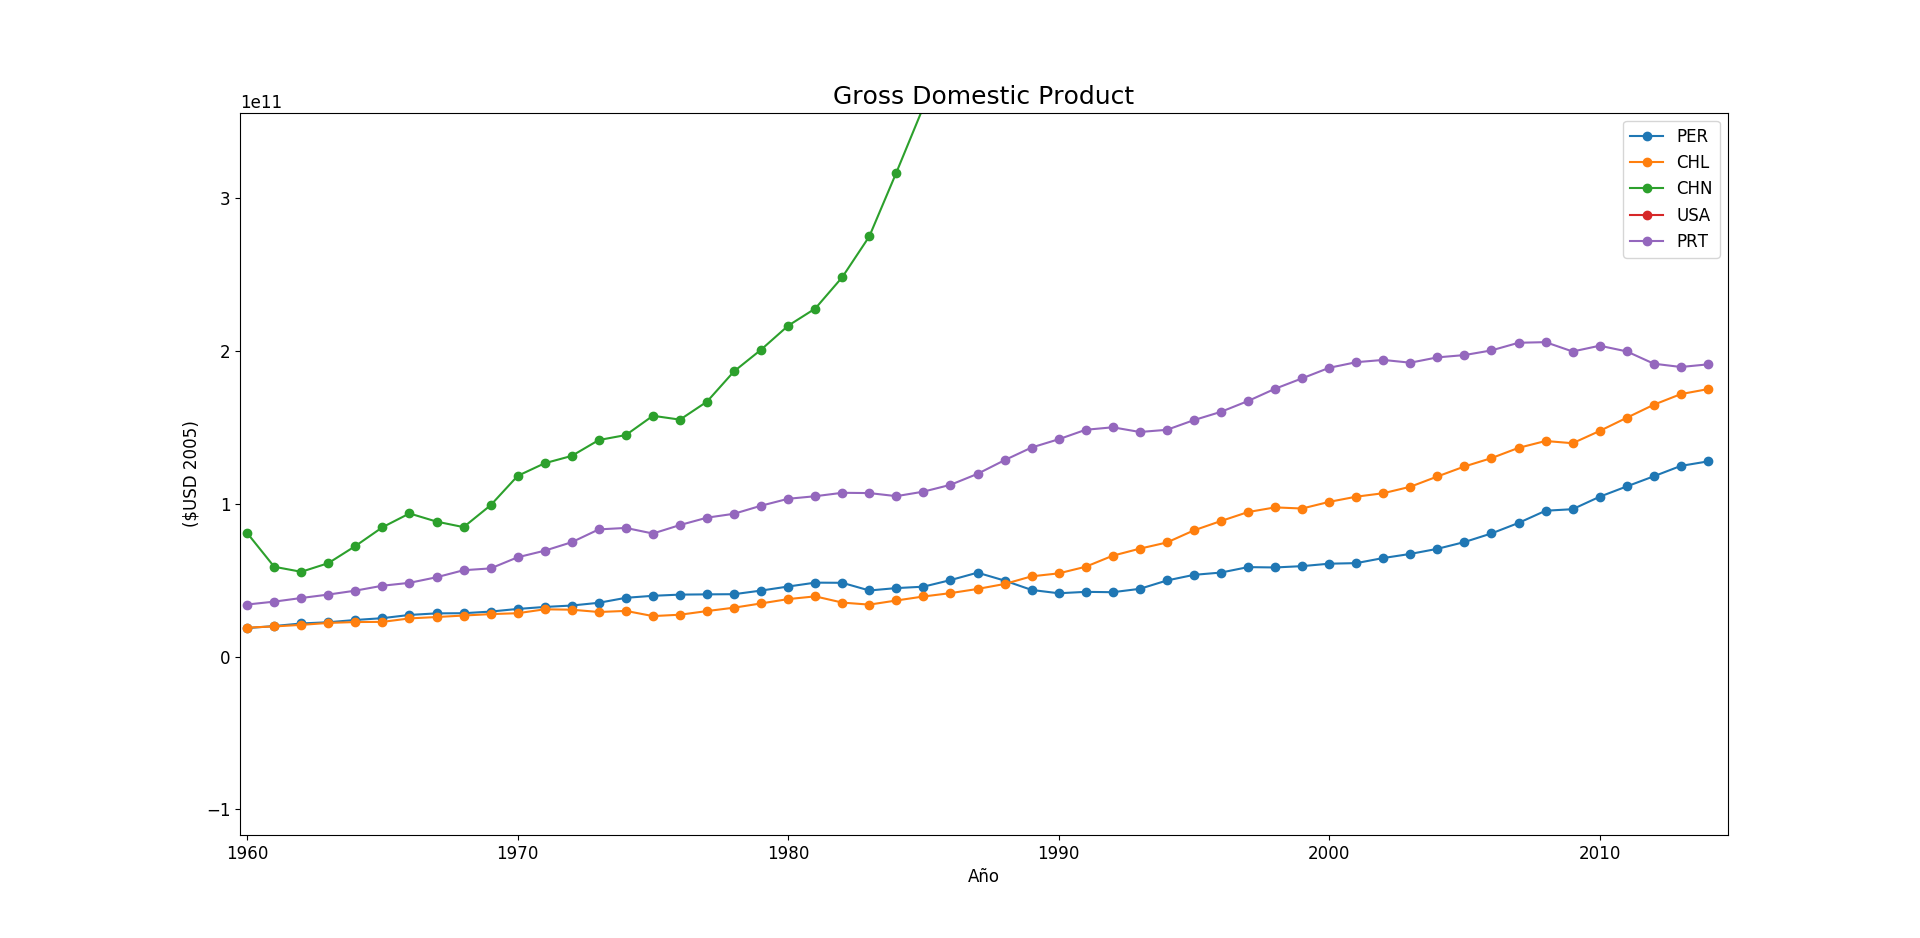 Gross Domestic Product
1e11
PER
CHL
CHN
USA
PRT
3
2
1
0
−1
($USD 2005)
1960 1970 1980 1990 2000 2010
Año